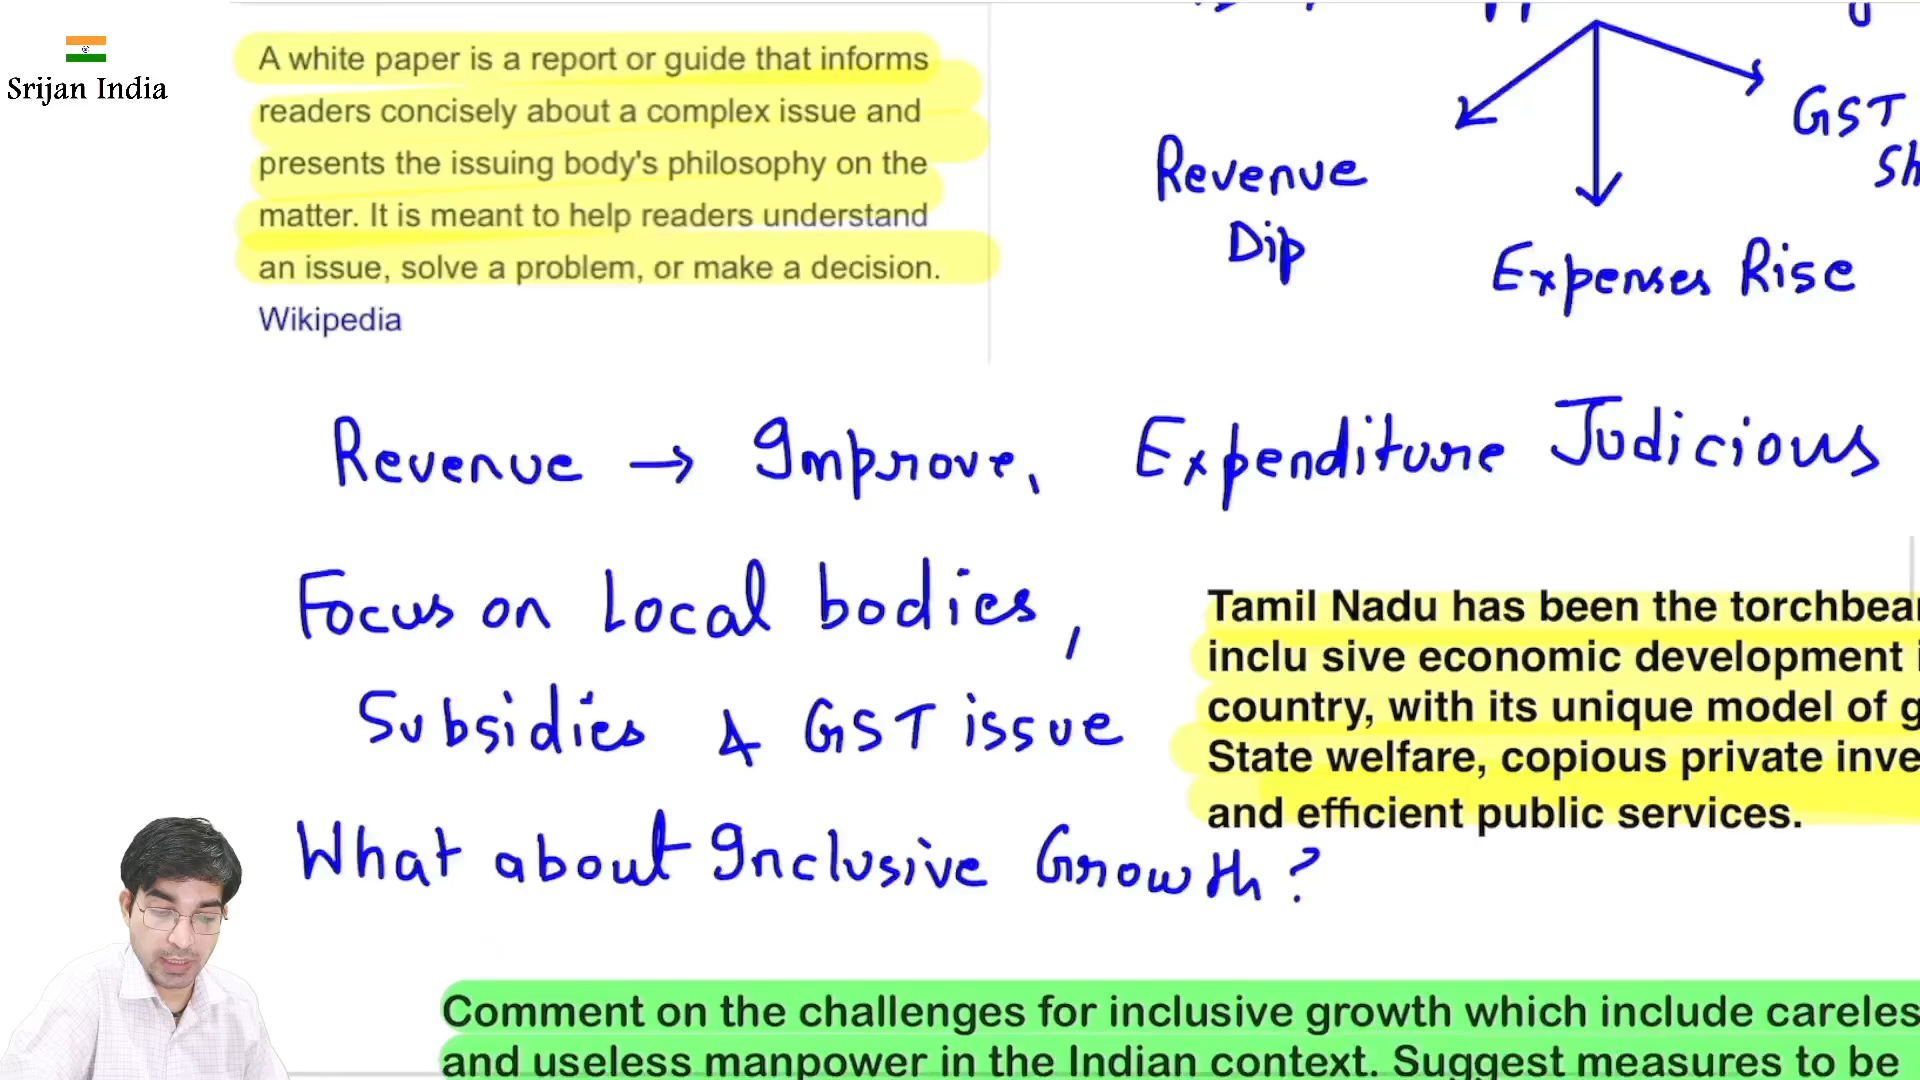 Srijan India
A white paper is a report or guide that informs
readers concisely about a complex issue and
presents the issuing body's philosophy on the
matter. It is meant to help readers understand
an issue, solve a problem, or make a decision.
Wikipedia
GST
Sh
Revenue
Dip
Expenses Rise
Revenue → Improve, Expenditure Judicious
Focus on Local bodies,
Subsidies & GST issue
What about Inclusive Growth?
Tamil Nadu has been the torchbear
inclu sive economic development i
country, with its unique model of g
State welfare, copious private inve
and efficient public services.
Comment on the challenges for inclusive growth which include careles
and useless manpower in the Indian context. Suggest measures to be